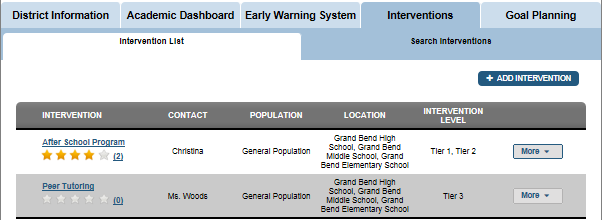 District Information Academic Dashboard Early Warning System Interventions Goal Planning
Intervention List Search Interventions
+ ADD INTERVENTION
INTERVENTION CONTACT POPULATION LOCATION INTERVENTION LEVEL
After School Program
(2)
Christina
General Population
Grand Bend High
School, Grand Bend
Middle School, Grand
Bend Elementary School
Tier 1, Tier 2
More
Peer Tutoring
(0)
Ms. Woods
General Population
Grand Bend High
School, Grand Bend
Middle School, Grand
Bend Elementary School
Tier 3
More